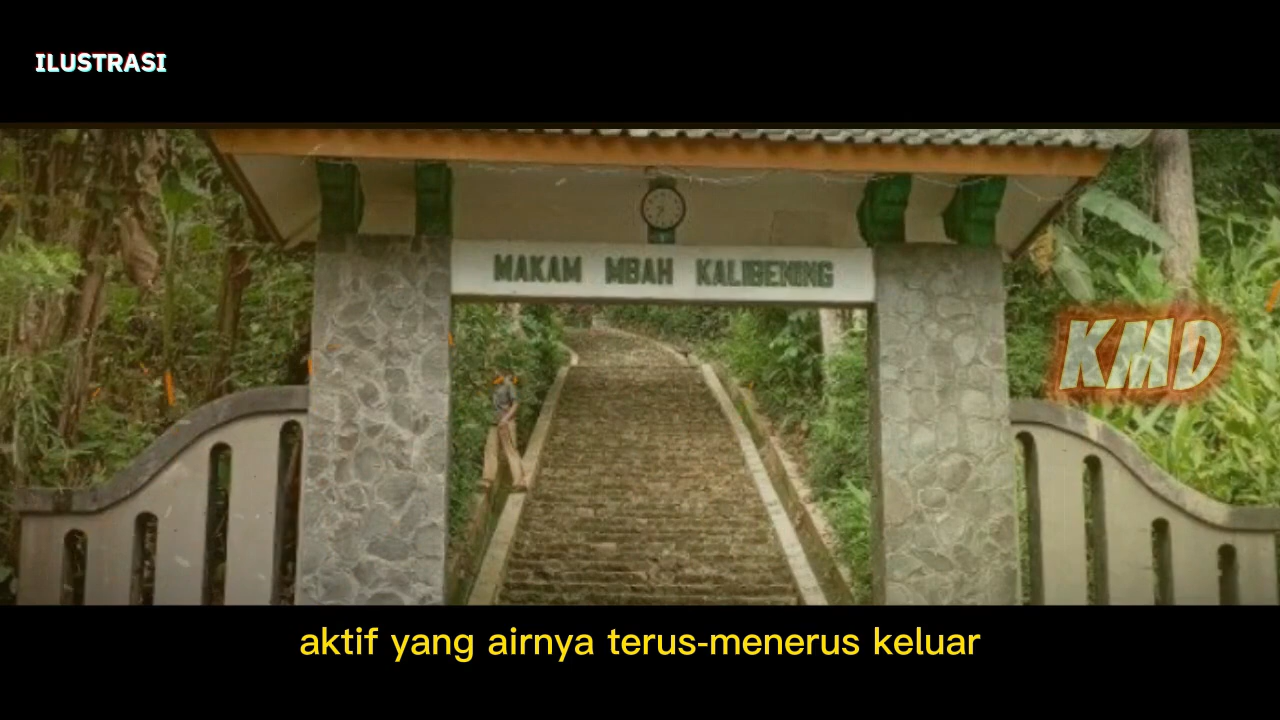 ILUSTRASI
MAKAM MBAH KALIBENING
KMD
aktif yang airnya terus-menerus keluar